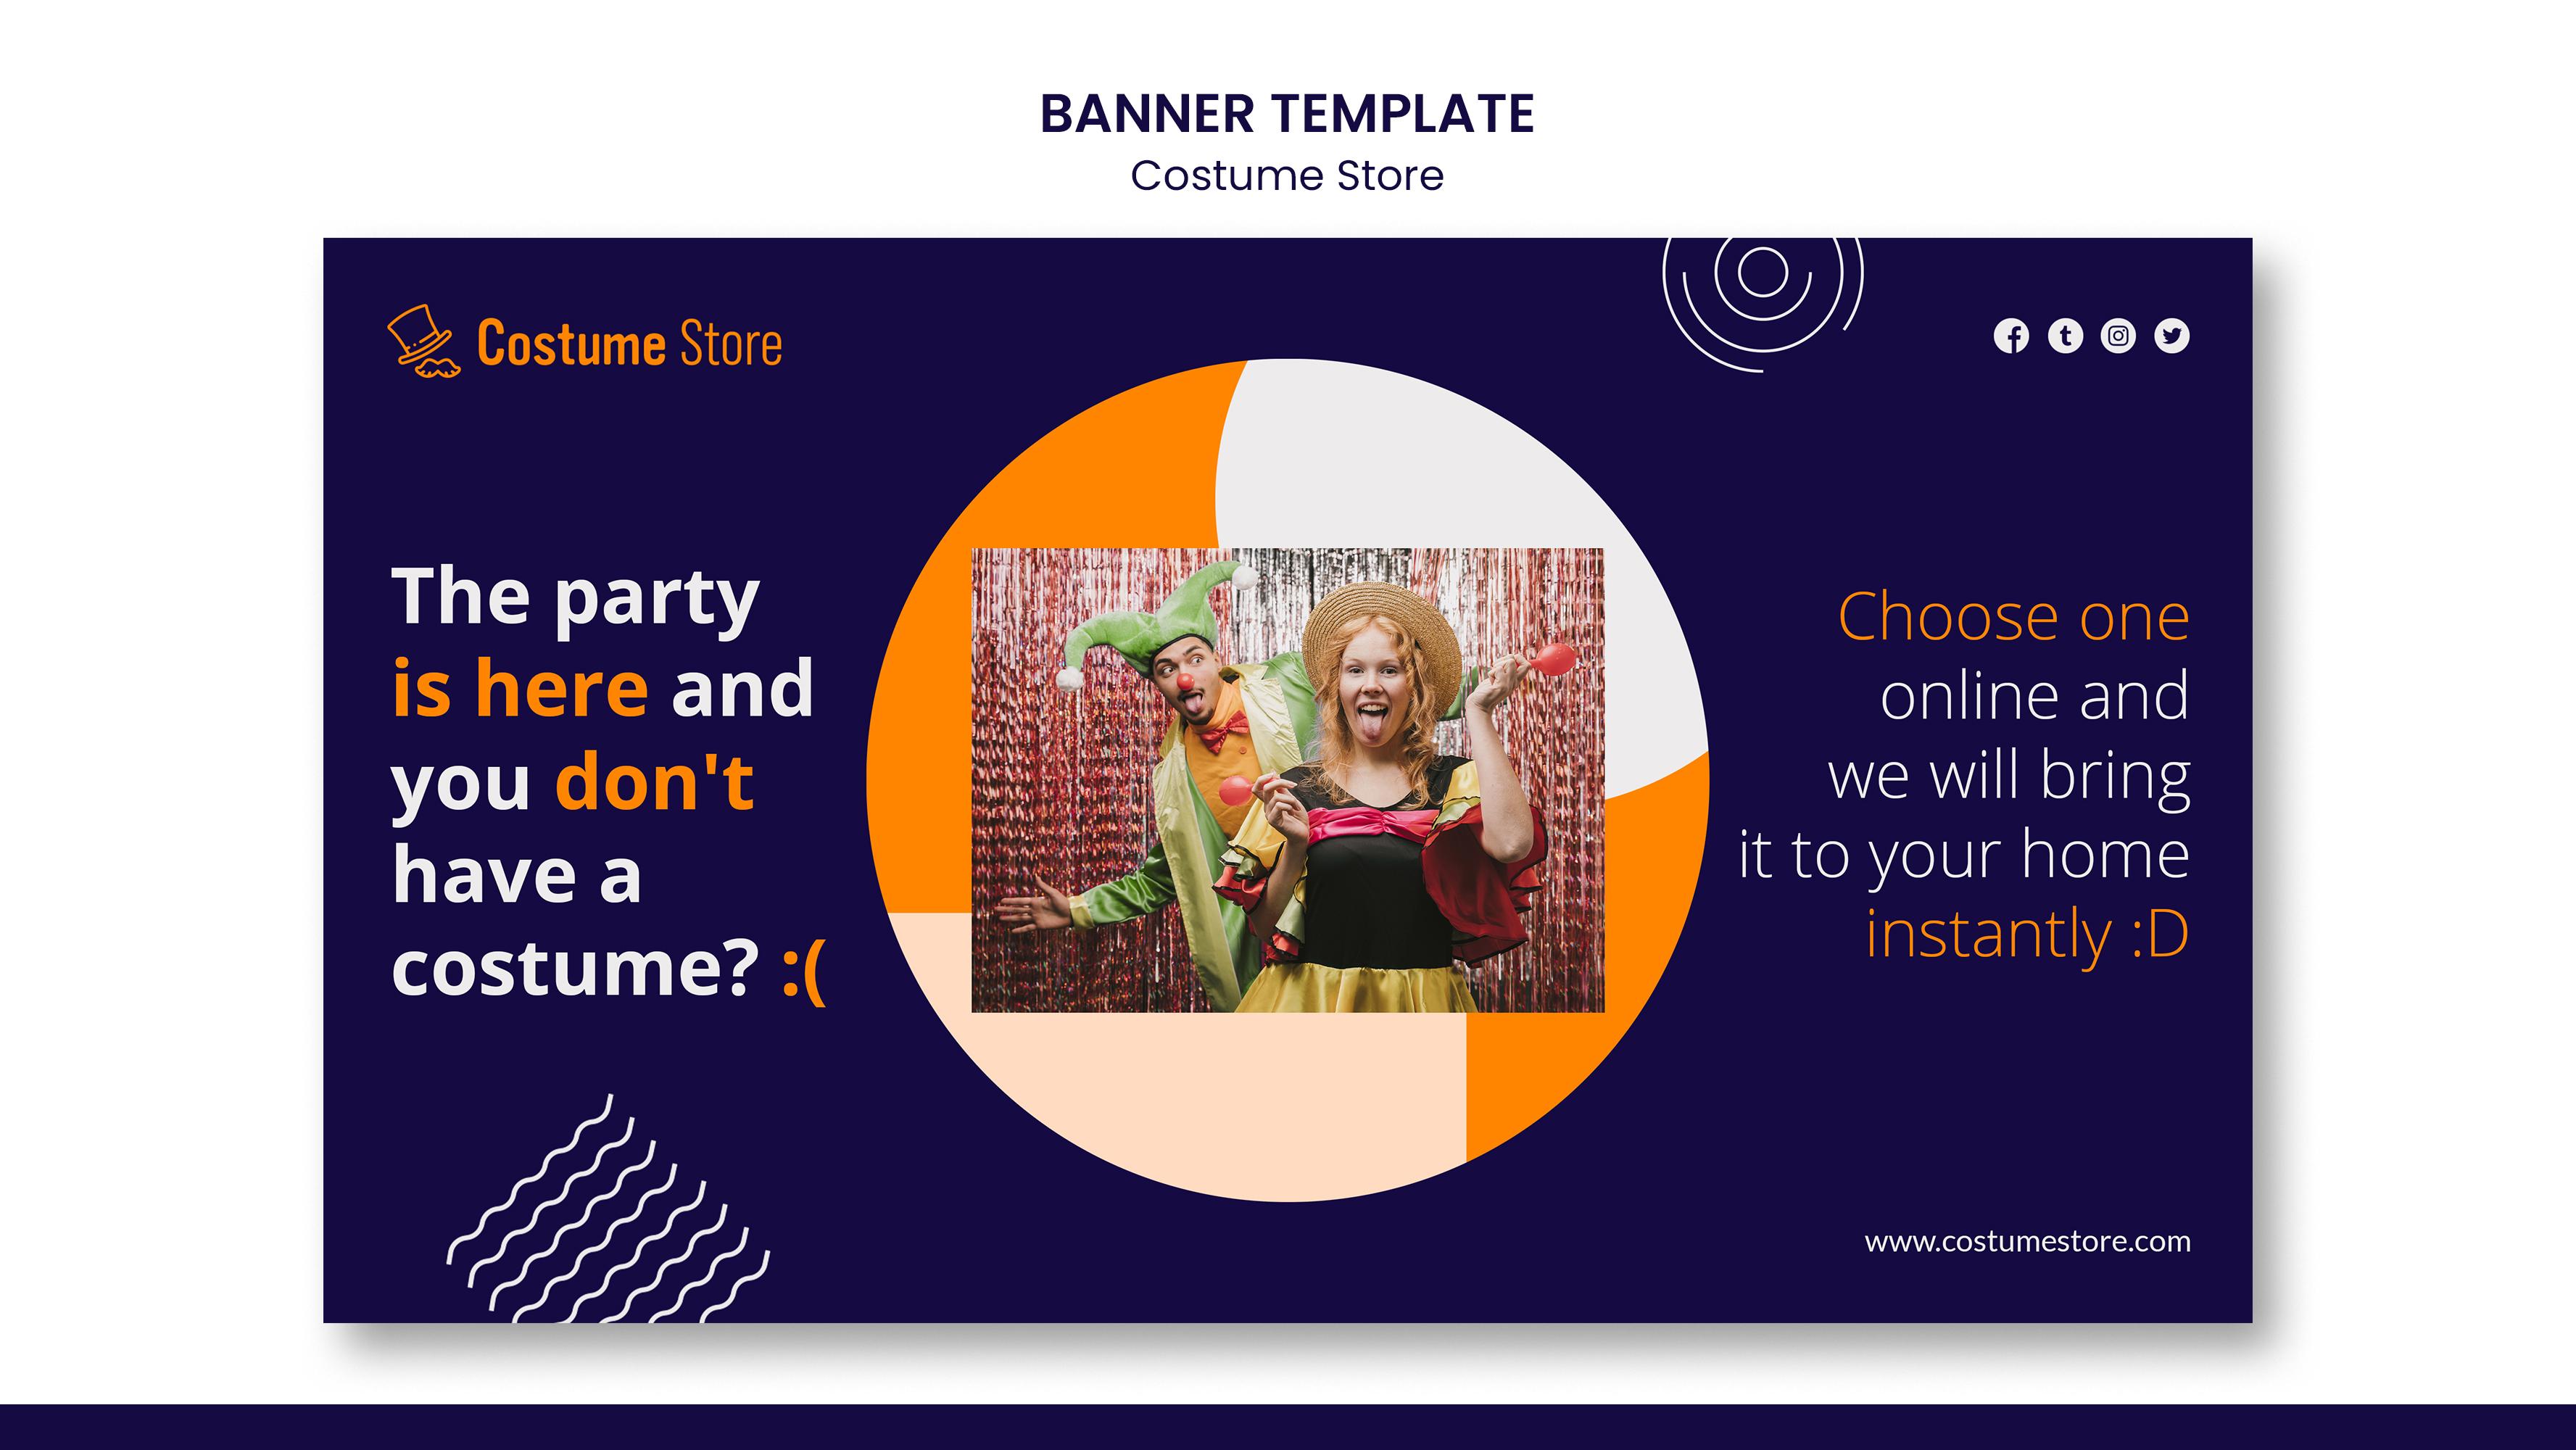 BANNER TEMPLATE
Costume Store
Costume Store
The party
is here and
you don't
have a
costume? :(
Choose one
online and
we will bring
it to your home
instantly :D
www.costumestore.com